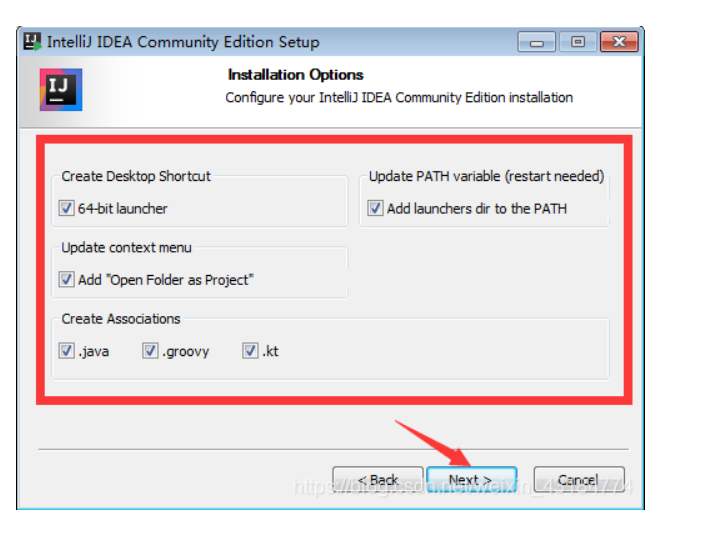 IntelliJ IDEA Community Edition Setup
IJ
Installation Options
Configure your IntelliJ IDEA Community Edition installation
Create Desktop Shortcut
64-bit launcher
Update PATH variable (restart needed)
Add launchers dir to the PATH
Update context menu
Add "Open Folder as Project"
Create Associations
.java .groovy .kt
< Back Next > Cancel